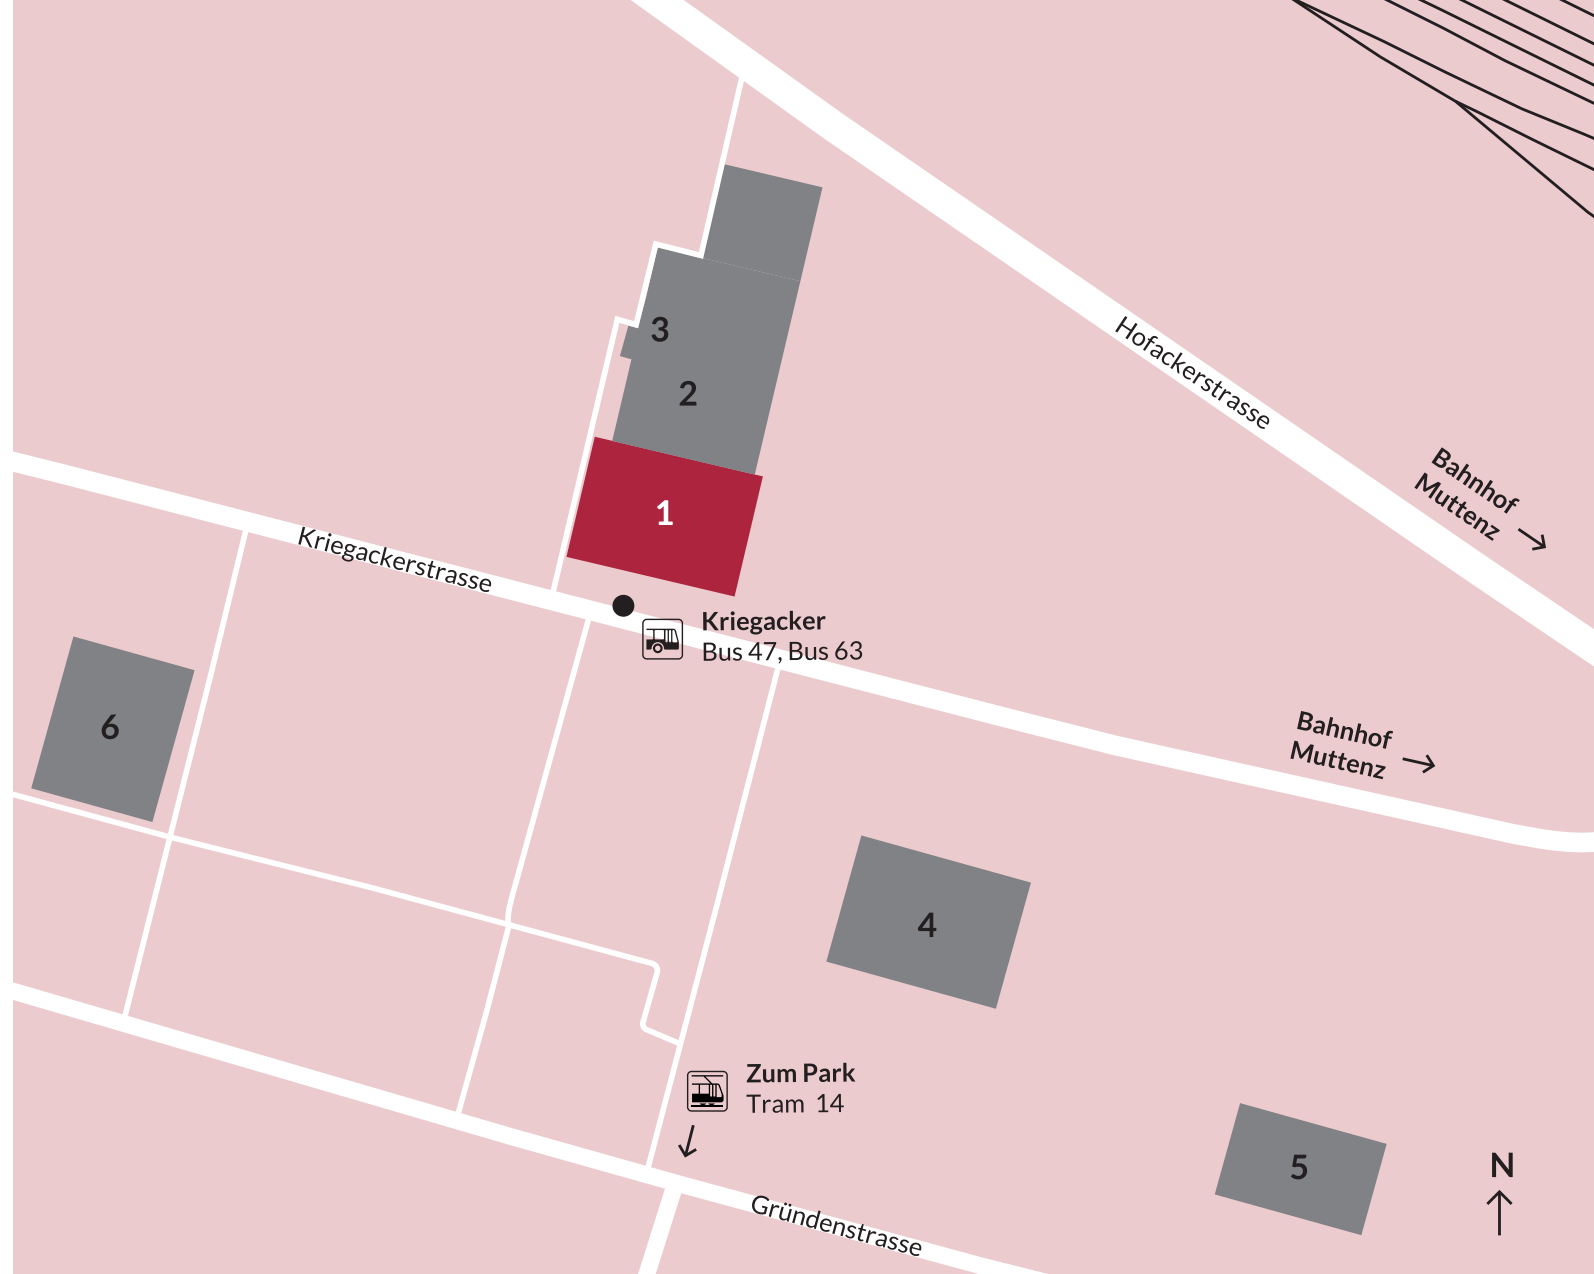 Hofackerstrasse
3
2
Bahnhof
Muttenz
1
Kriegackerstrasse
Kriegacker
Bus 47, Bus 63
6
Bahnhof
Muttenz
4
Zum Park
Tram 14
5
N
Gründenstrasse